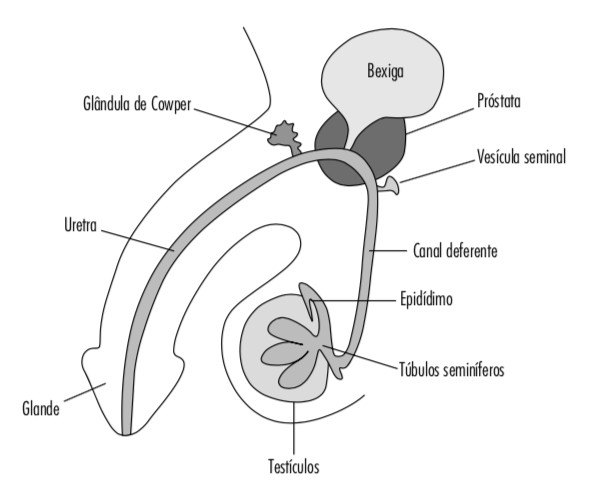 Bexiga
Glândula de Cowper
Próstata
Vesícula seminal
Uretra
Canal deferente
Epidídimo
Túbulos seminíferos
Glande
Testículos